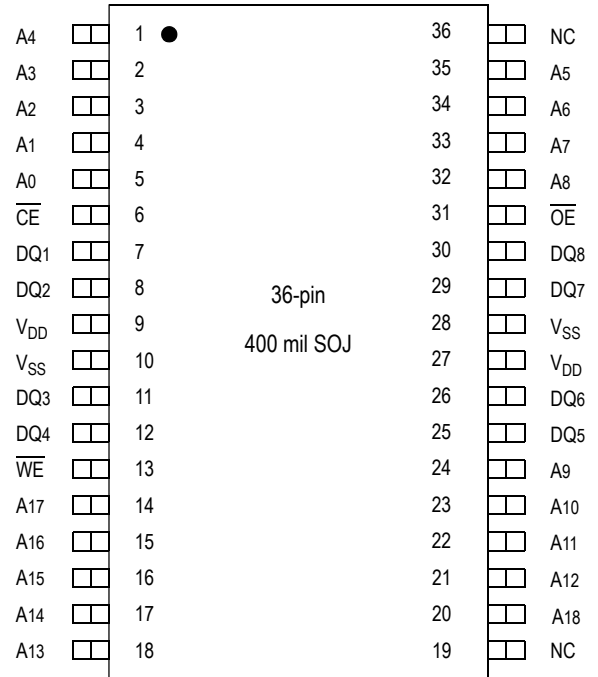 A4 1 36 NC
A3 2 35 A5
A2 3 34 A6
A1 4 33 A7
A0 5 32 A8
C̅E̅ 6 31 O̅E̅
DQ1 7 30 DQ8
DQ2 8 29 DQ7
36-pin
VDD 9 28 VSS
400 mil SOJ
VSS 10 27 VDD
DQ3 11 26 DQ6
DQ4 12 25 DQ5
W̅E̅ 13 24 A9
A17 14 23 A10
A16 15 22 A11
A15 16 21 A12
A14 17 20 A18
A13 18 19 NC